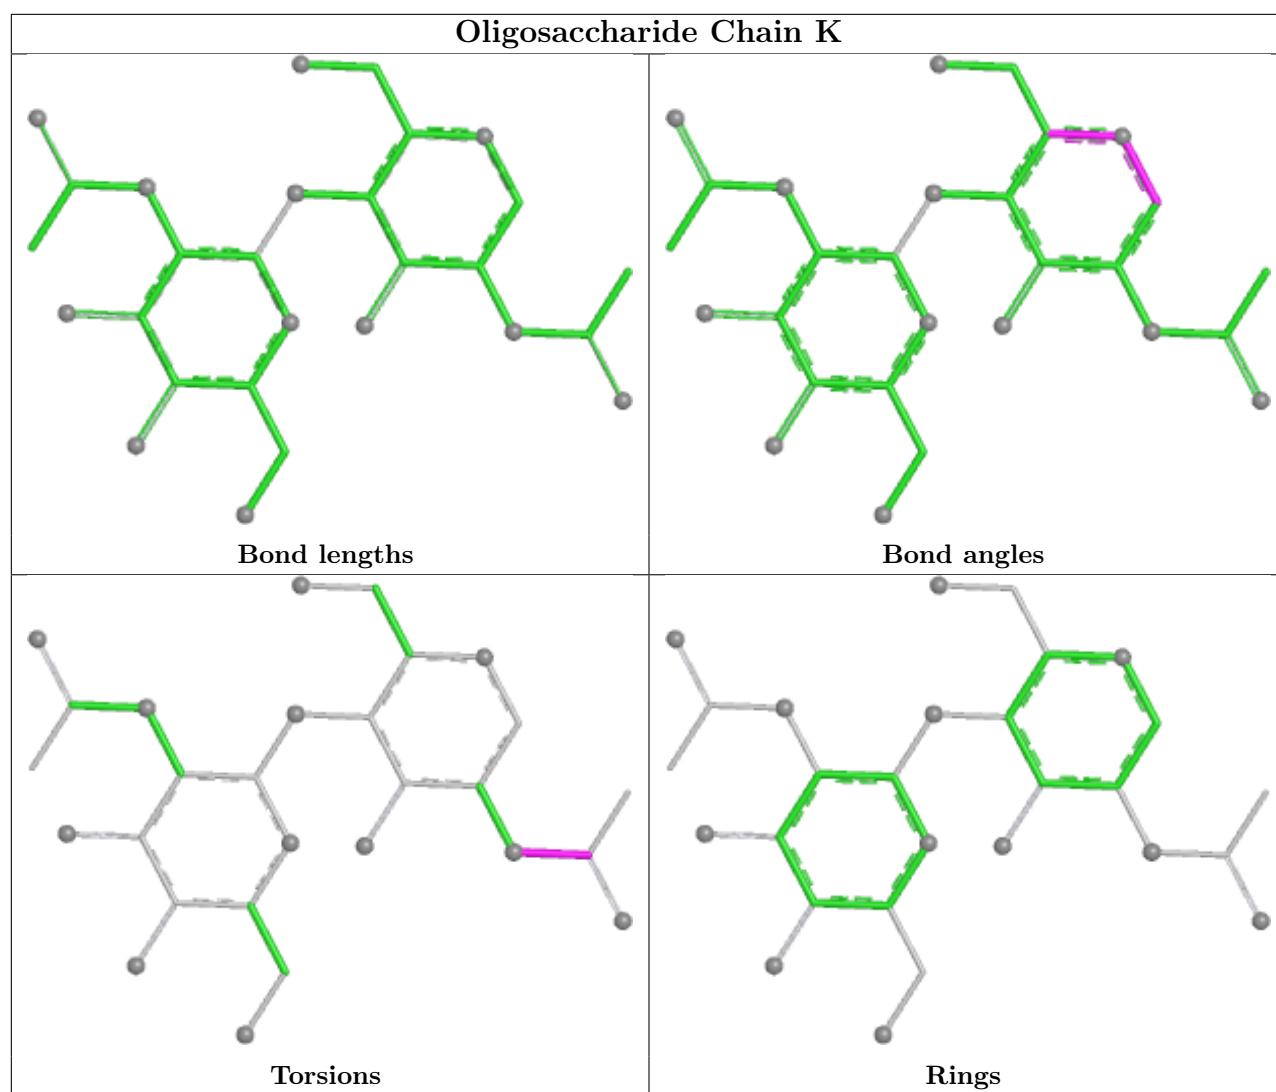 Oligosaccharide Chain K
Bond lengths
Bond angles
Torsions
Rings